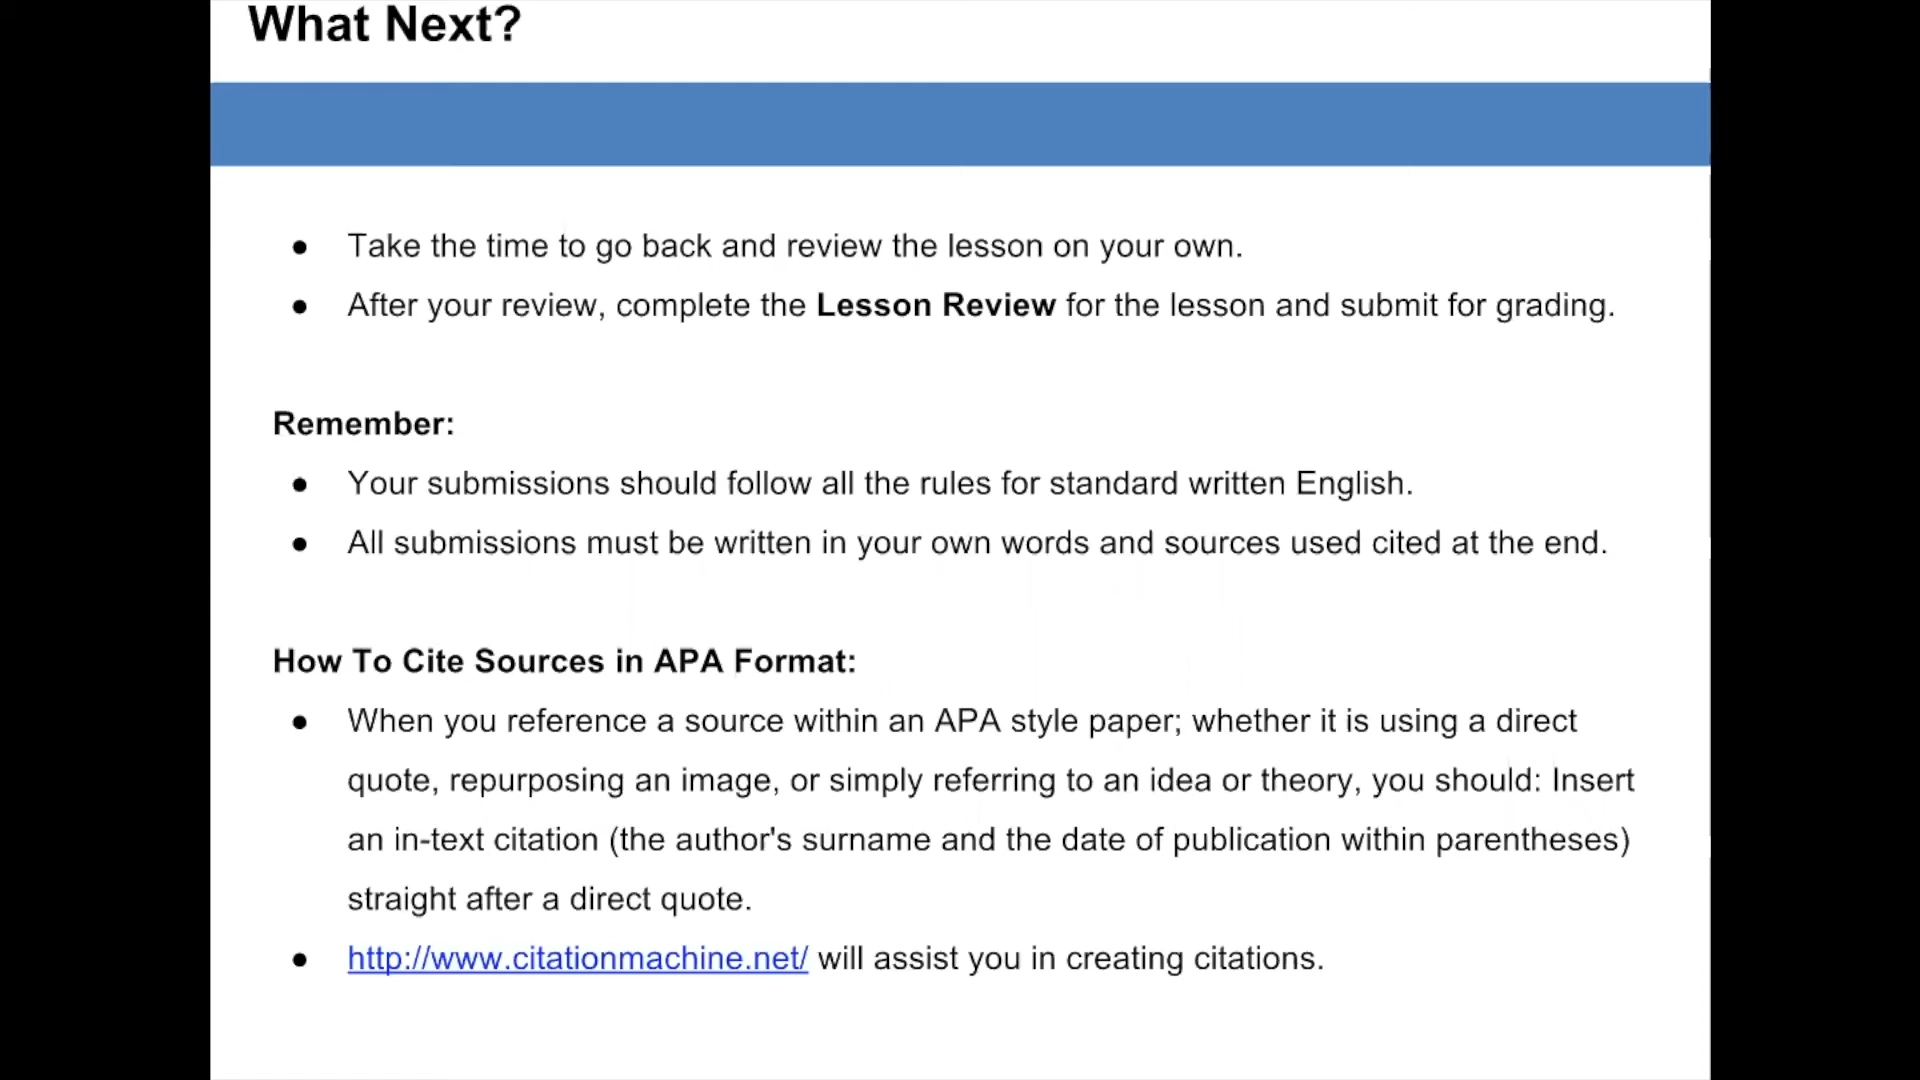 What Next?
● Take the time to go back and review the lesson on your own.
● After your review, complete the Lesson Review for the lesson and submit for grading.
Remember:
● Your submissions should follow all the rules for standard written English.
● All submissions must be written in your own words and sources used cited at the end.
How To Cite Sources in APA Format:
● When you reference a source within an APA style paper; whether it is using a direct
quote, repurposing an image, or simply referring to an idea or theory, you should: Insert
an in-text citation (the author's surname and the date of publication within parentheses)
straight after a direct quote.
● http://www.citationmachine.net/ will assist you in creating citations.